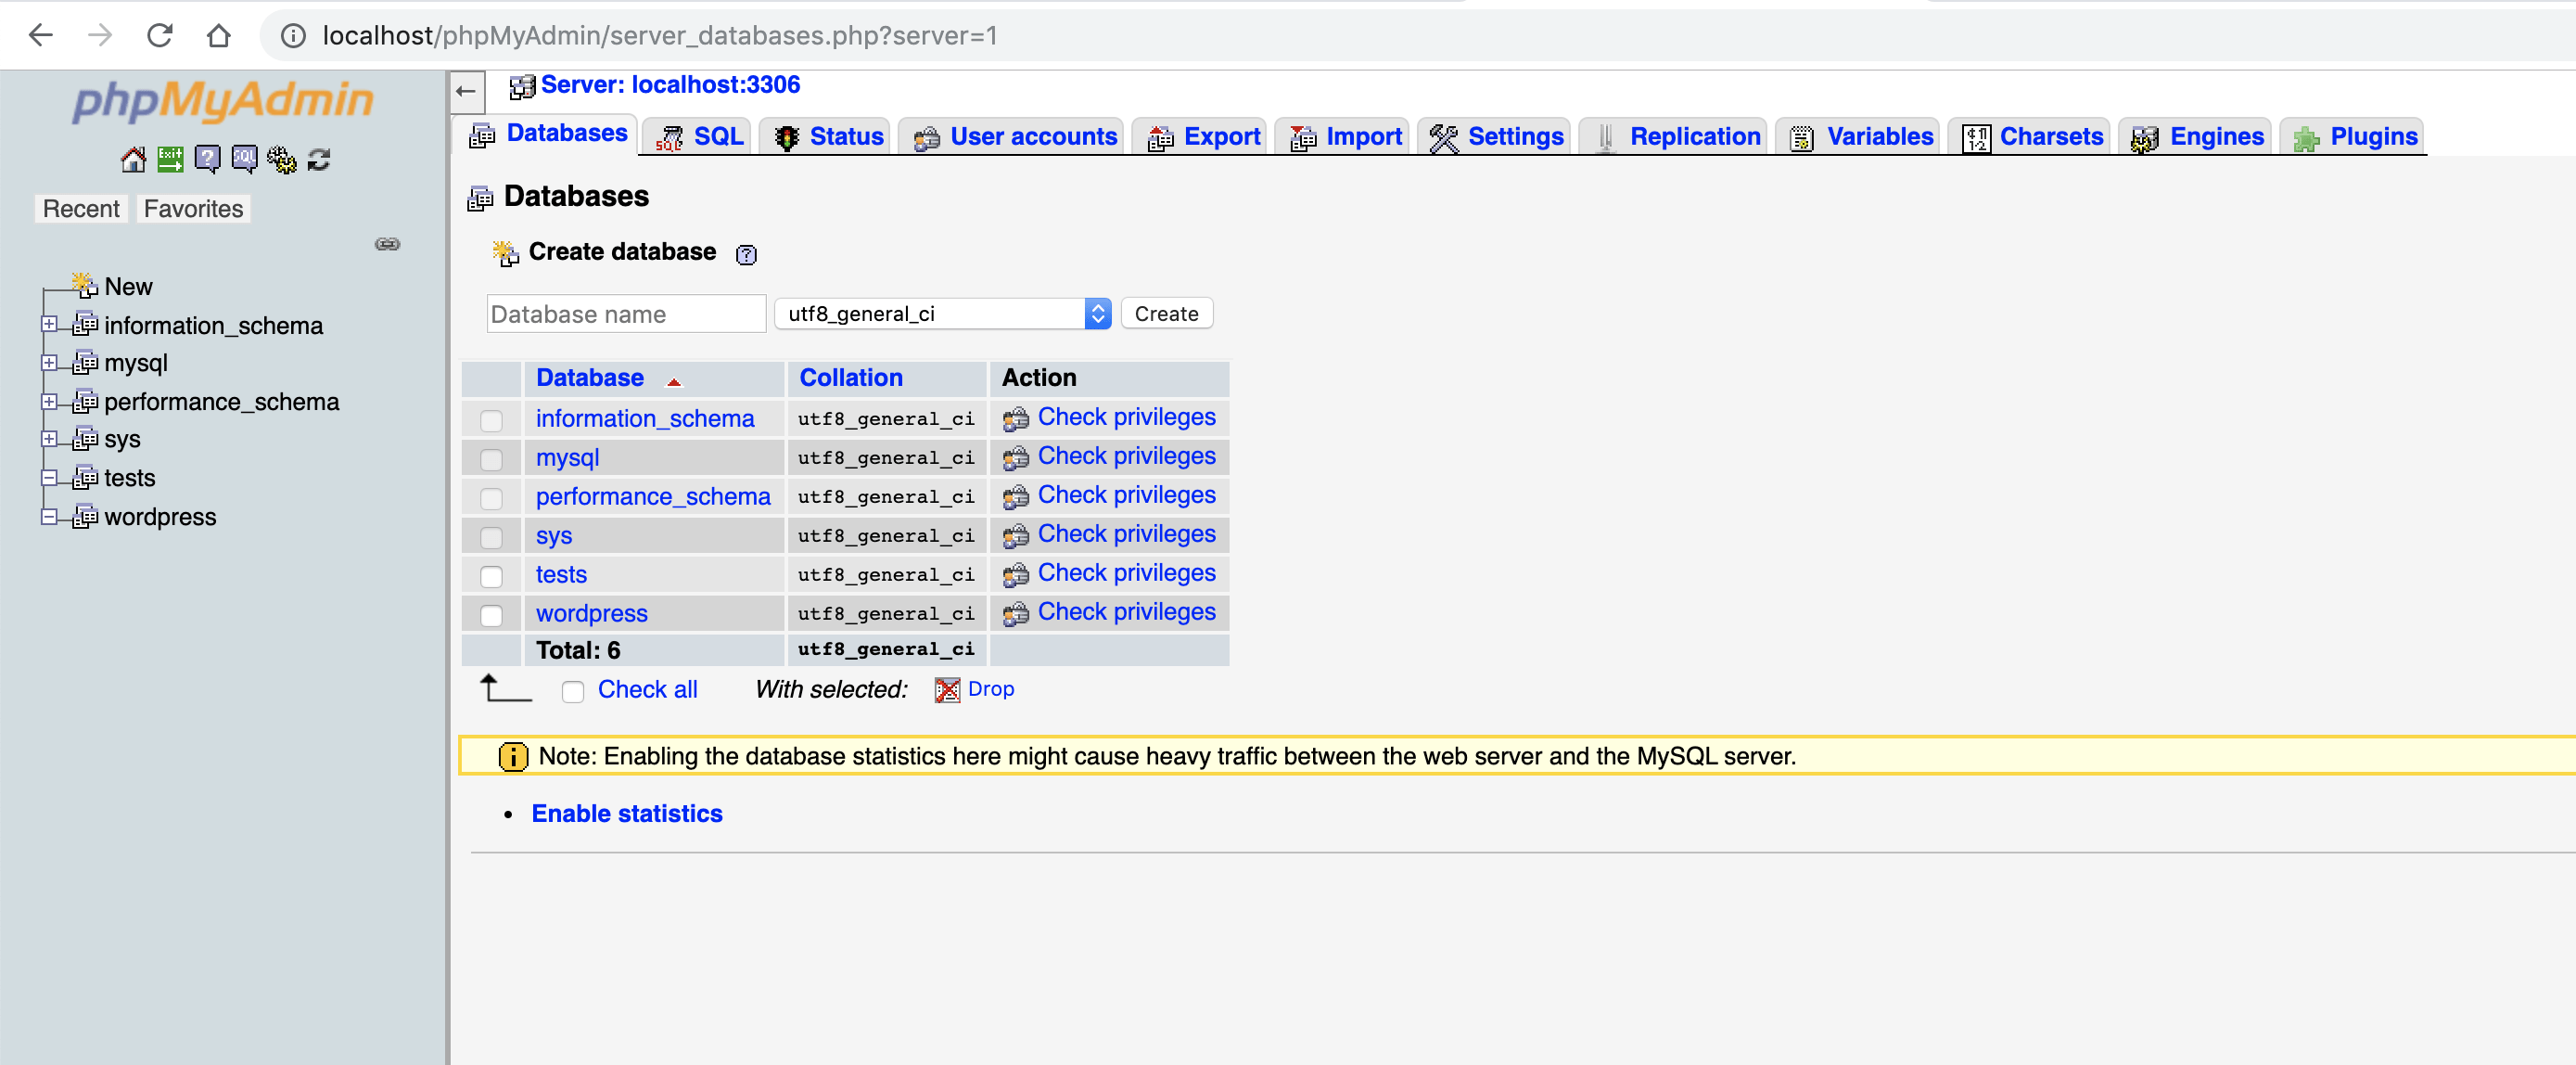 localhost/phpMyAdmin/server_databases.php?server=1
phpMyAdmin
Recent Favorites
New
information_schema
mysql
performance_schema
sys
tests
wordpress
Server: localhost:3306
Databases SQL Status User accounts Export Import Settings Replication Variables Charsets Engines Plugins
Databases
Create database
Database name utf8_general_ci Create
Database Collation Action
information_schema utf8_general_ci Check privileges
mysql utf8_general_ci Check privileges
performance_schema utf8_general_ci Check privileges
sys utf8_general_ci Check privileges
tests utf8_general_ci Check privileges
wordpress utf8_general_ci Check privileges
Total: 6 utf8_general_ci
Check all With selected: Drop
Note: Enabling the database statistics here might cause heavy traffic between the web server and the MySQL server.
• Enable statistics